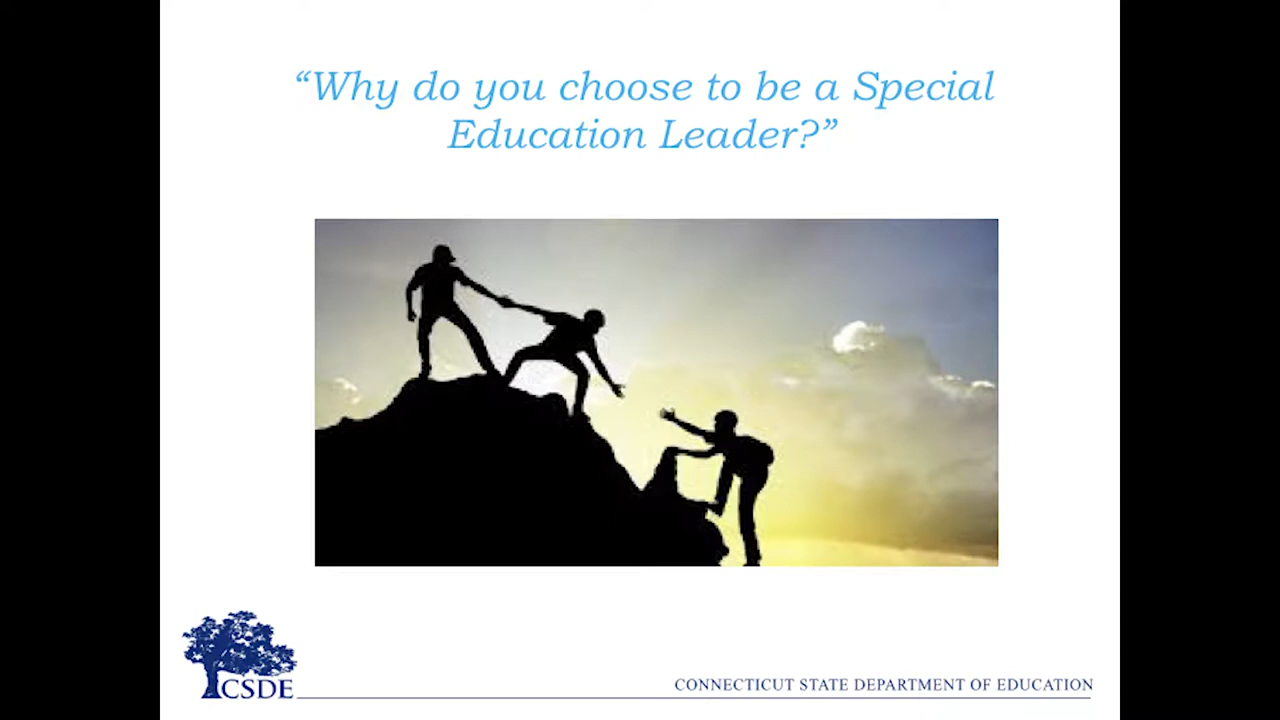 “Why do you choose to be a Special
Education Leader?”
CSDE
CONNECTICUT STATE DEPARTMENT OF EDUCATION